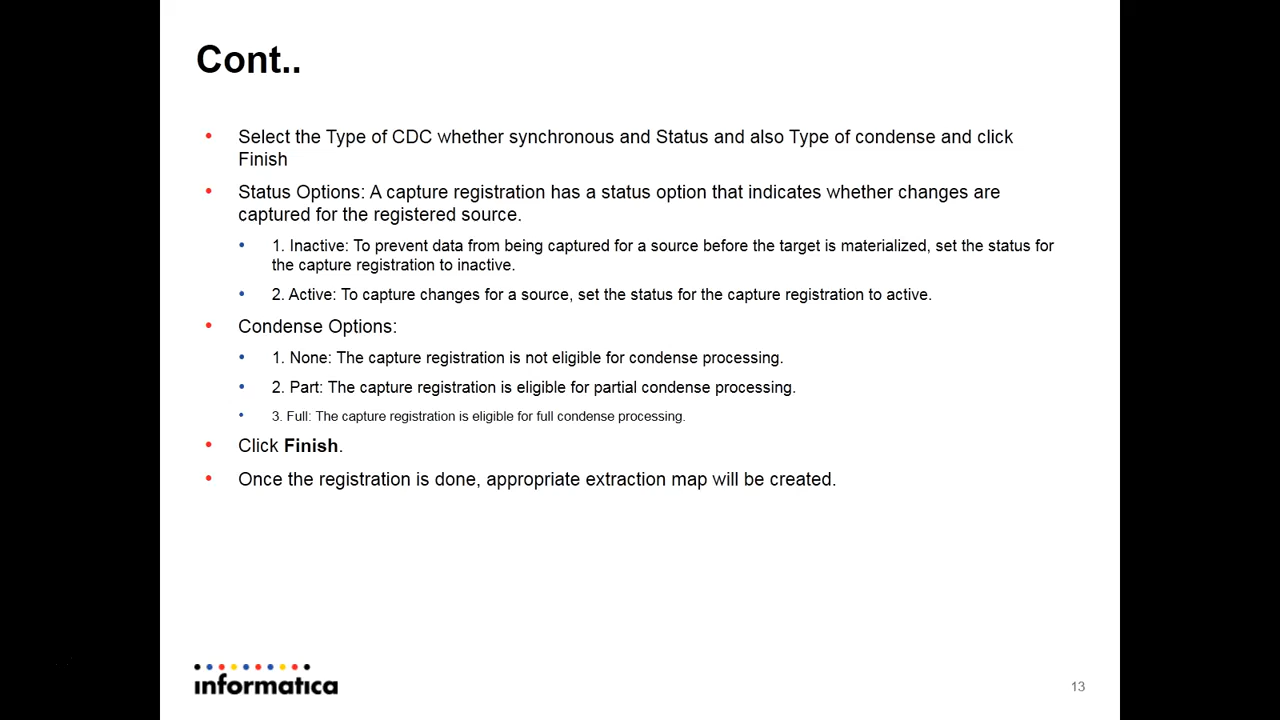 Cont..
• Select the Type of CDC whether synchronous and Status and also Type of condense and click
Finish
• Status Options: A capture registration has a status option that indicates whether changes are
captured for the registered source.
• 1. Inactive: To prevent data from being captured for a source before the target is materialized, set the status for
the capture registration to inactive.
• 2. Active: To capture changes for a source, set the status for the capture registration to active.
• Condense Options:
• 1. None: The capture registration is not eligible for condense processing.
• 2. Part: The capture registration is eligible for partial condense processing.
• 3. Full: The capture registration is eligible for full condense processing.
• Click Finish.
• Once the registration is done, appropriate extraction map will be created.
informatica
13